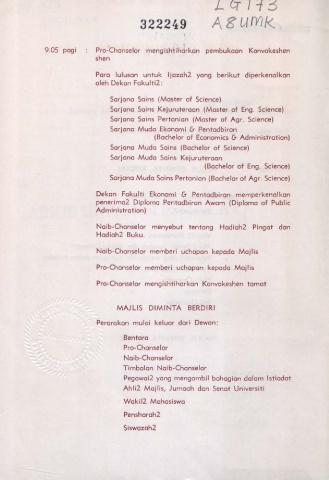 LG173
A8UMK
322249
9.05 pagi : Pro-Chanselor mengishtiharkan pembukaan Konvokeshen
shen
Para lulusan untuk Ijazah2 yang berikut diperkenalkan
oleh Dekan Fakulti2:
Sarjana Sains (Master of Science)
Sarjana Sains Kejuruteraan (Master of Eng. Science)
Sarjana Sains Pertanian (Master of Agr. Science)
Sarjana Muda Ekonomi & Pentadbiran
(Bachelor of Economics & Administration)
Sarjana Muda Sains (Bachelor of Science)
Sarjana Muda Sains Kejuruteraan
(Bachelor of Eng. Science)
Sarjana Muda Sains Pertanian (Bachelor of Agr. Science)
Dekan Fakulti Ekonomi & Pentadbiran memperkenalkan
penerima2 Diploma Pentadbiran Awam (Diploma of Public
Administration)
Naib-Chanselor menyebut tentang Hadiah2 Pingat dan
Hadiah2 Buku.
Naib-Chanselor memberi uchapan kepada Majlis
Pro-Chanselor memberi uchapan kepada Majlis
Pro-Chanselor mengishtiharkan Konvokeshen tamat
MAJLIS DIMINTA BERDIRI
Perarakan mulai keluar dari Dewan:
Bentara
Pro-Chanselor
Naib-Chanselor
Timbalan Naib-Chanselor
Pegawai2 yang mengambil bahagian dalam Istiadat
Ahli2 Majlis, Jumaah dan Senat Universiti
Wakil2 Mahasiswa
Pensharah2
Siswazah2